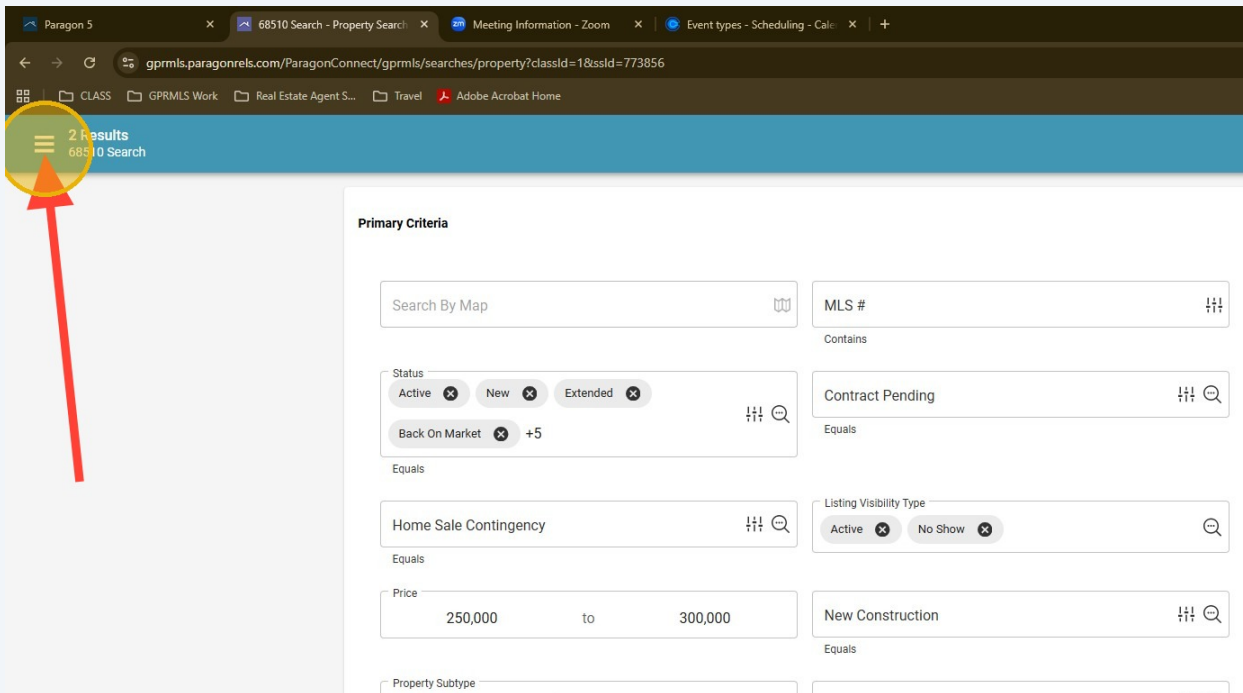 Paragon 5
68510 Search - Property Search
Meeting Information - Zoom
Event types - Scheduling - Cale
gprmls.paragonrels.com/ParagonConnect/gprmls/searches/property?classId=1&ssId=773856
CLASS
GPRMLS Work
Real Estate Agent S...
Travel
Adobe Acrobat Home
2 Results
68510 Search
Primary Criteria
Search By Map
MLS #
Contains
Status
Active
New
Extended
Back On Market
+5
Equals
Contract Pending
Equals
Home Sale Contingency
Equals
Listing Visibility Type
Active
No Show
Price
250,000 to 300,000
New Construction
Equals
Property Subtype